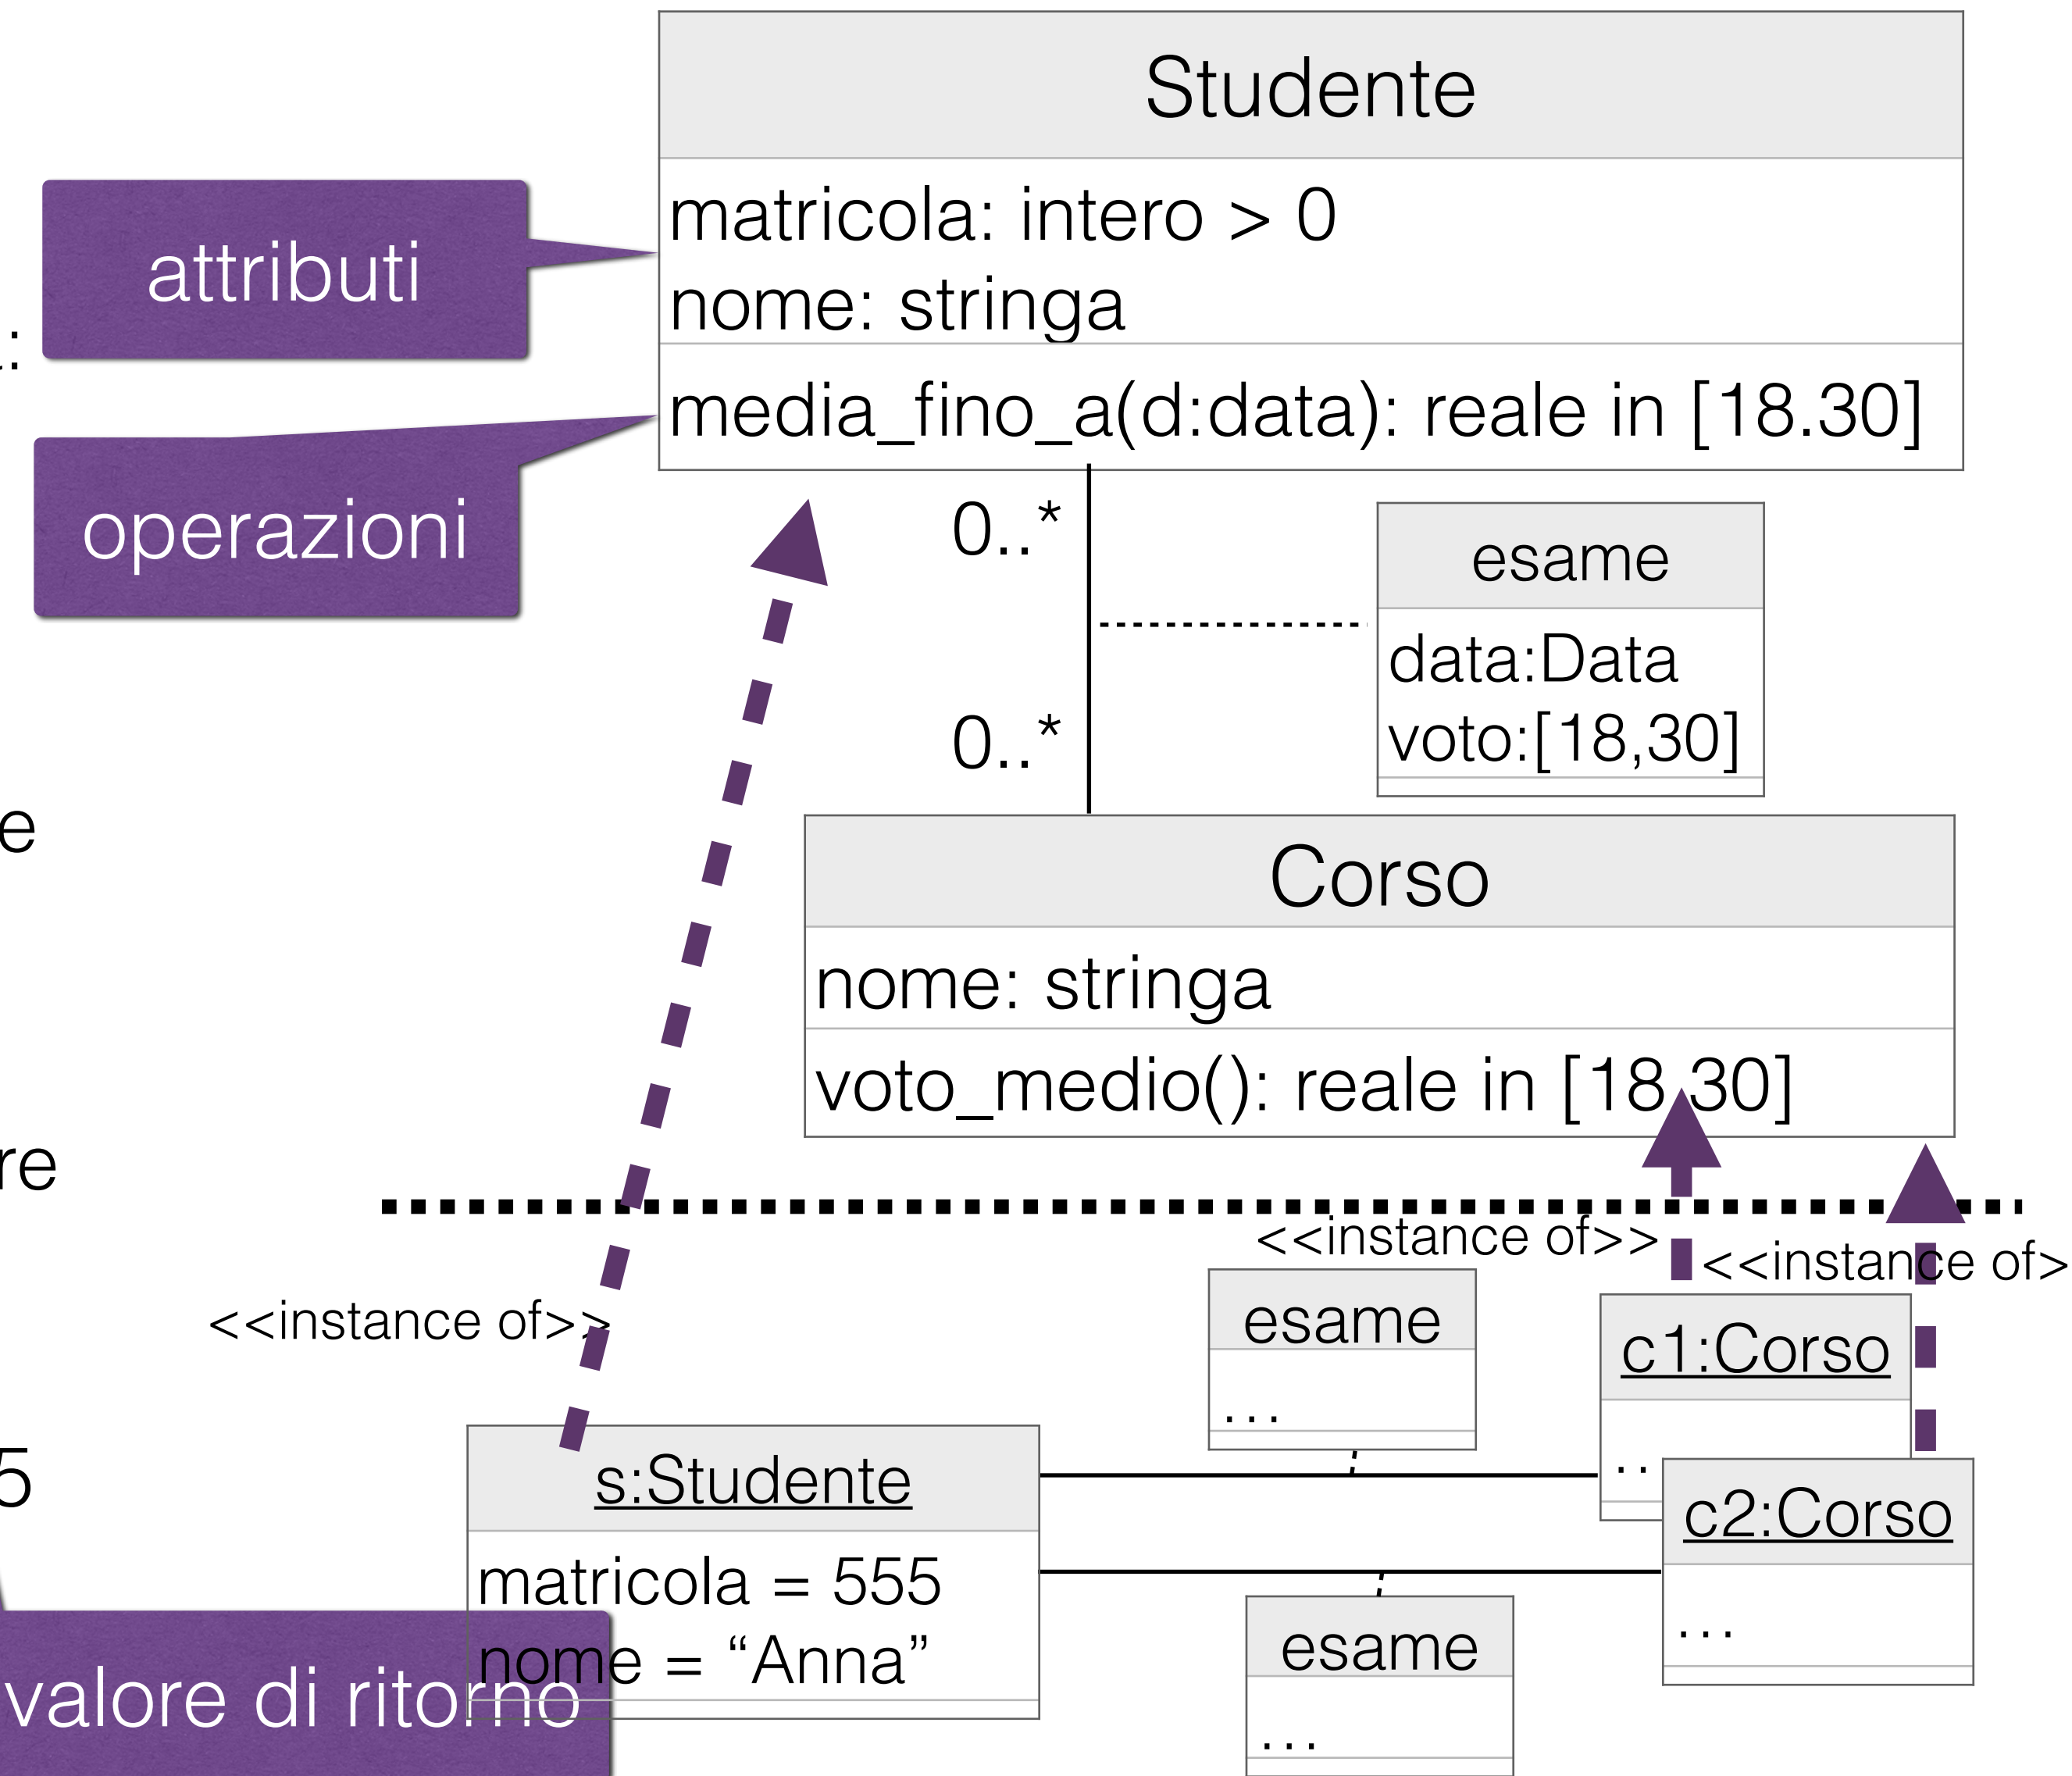 Studente
attributi
matricola: intero > 0
nome: stringa
operazioni
media_fino_a(d:data): reale in [18.30]
0..*
esame
data:Data
voto:[18,30]
0..*
e
Corso
nome: stringa
voto_medio(): reale in [18,30]
re
<<instance of>>
<<instance of>
<<instance of>>
esame
...
c1:Corso
..
5
s:Studente
matricola = 555
nome = “Anna”
c2:Corso
...
esame
...
valore di ritorno